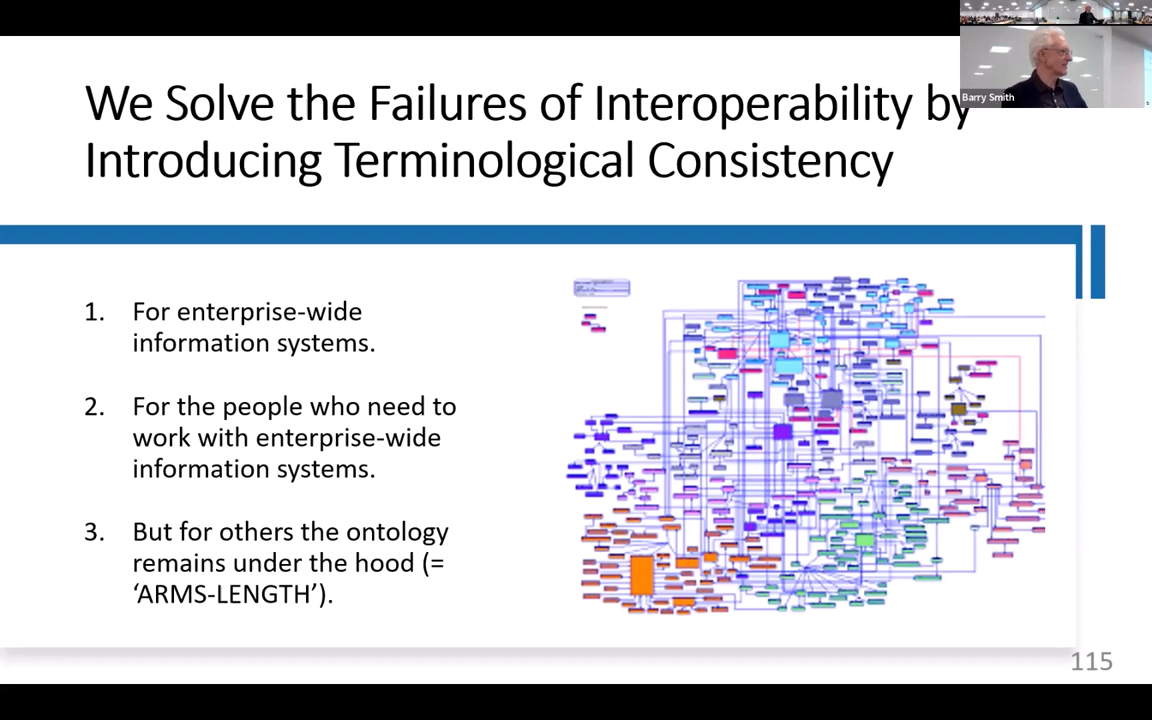 We Solve the Failures of Interoperability by
Introducing Terminological Consistency
Barry Smith
1. For enterprise-wide
information systems.
2. For the people who need to
work with enterprise-wide
information systems.
3. But for others the ontology
remains under the hood (=
‘ARMS-LENGTH’).
115